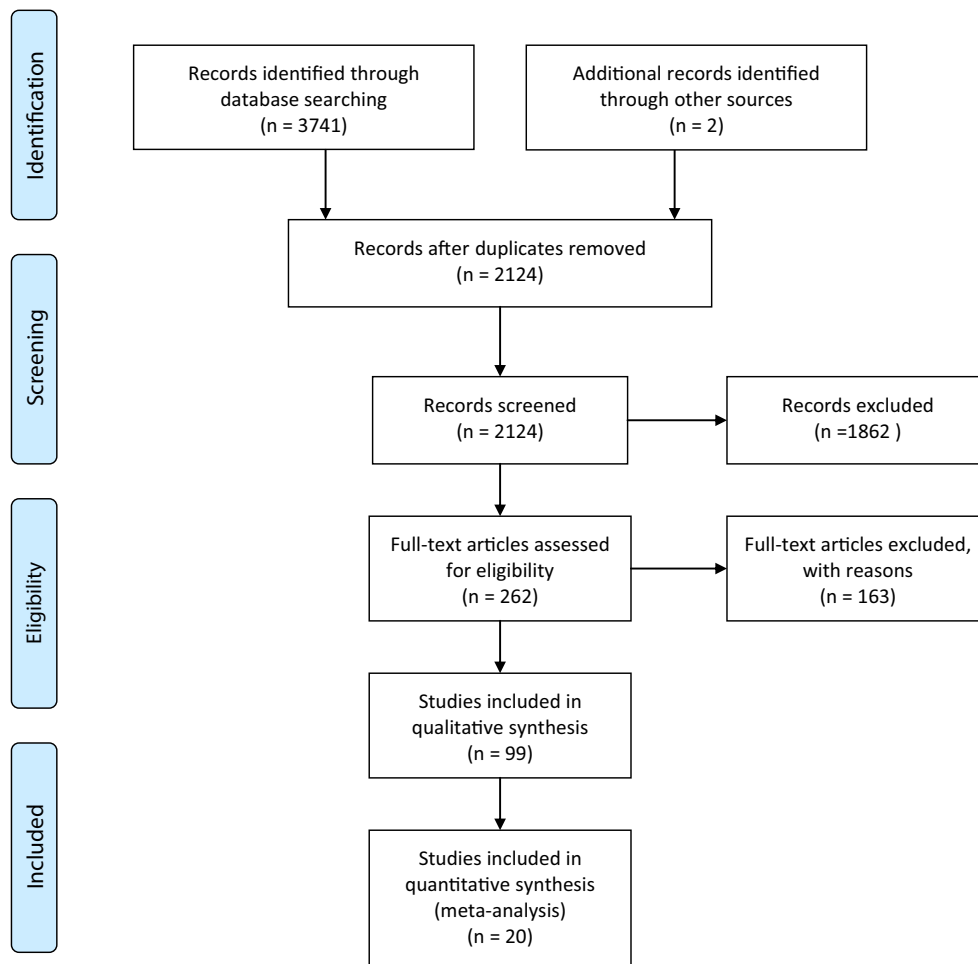 Identification
Records identified through
database searching
(n = 3741)
Additional records identified
through other sources
(n = 2)
Records after duplicates removed
(n = 2124)
Screening
Records screened
(n = 2124)
Records excluded
(n =1862 )
Eligibility
Full-text articles assessed
for eligibility
(n = 262)
Full-text articles excluded,
with reasons
(n = 163)
Studies included in
qualitative synthesis
(n = 99)
Included
Studies included in
quantitative synthesis
(meta-analysis)
(n = 20)